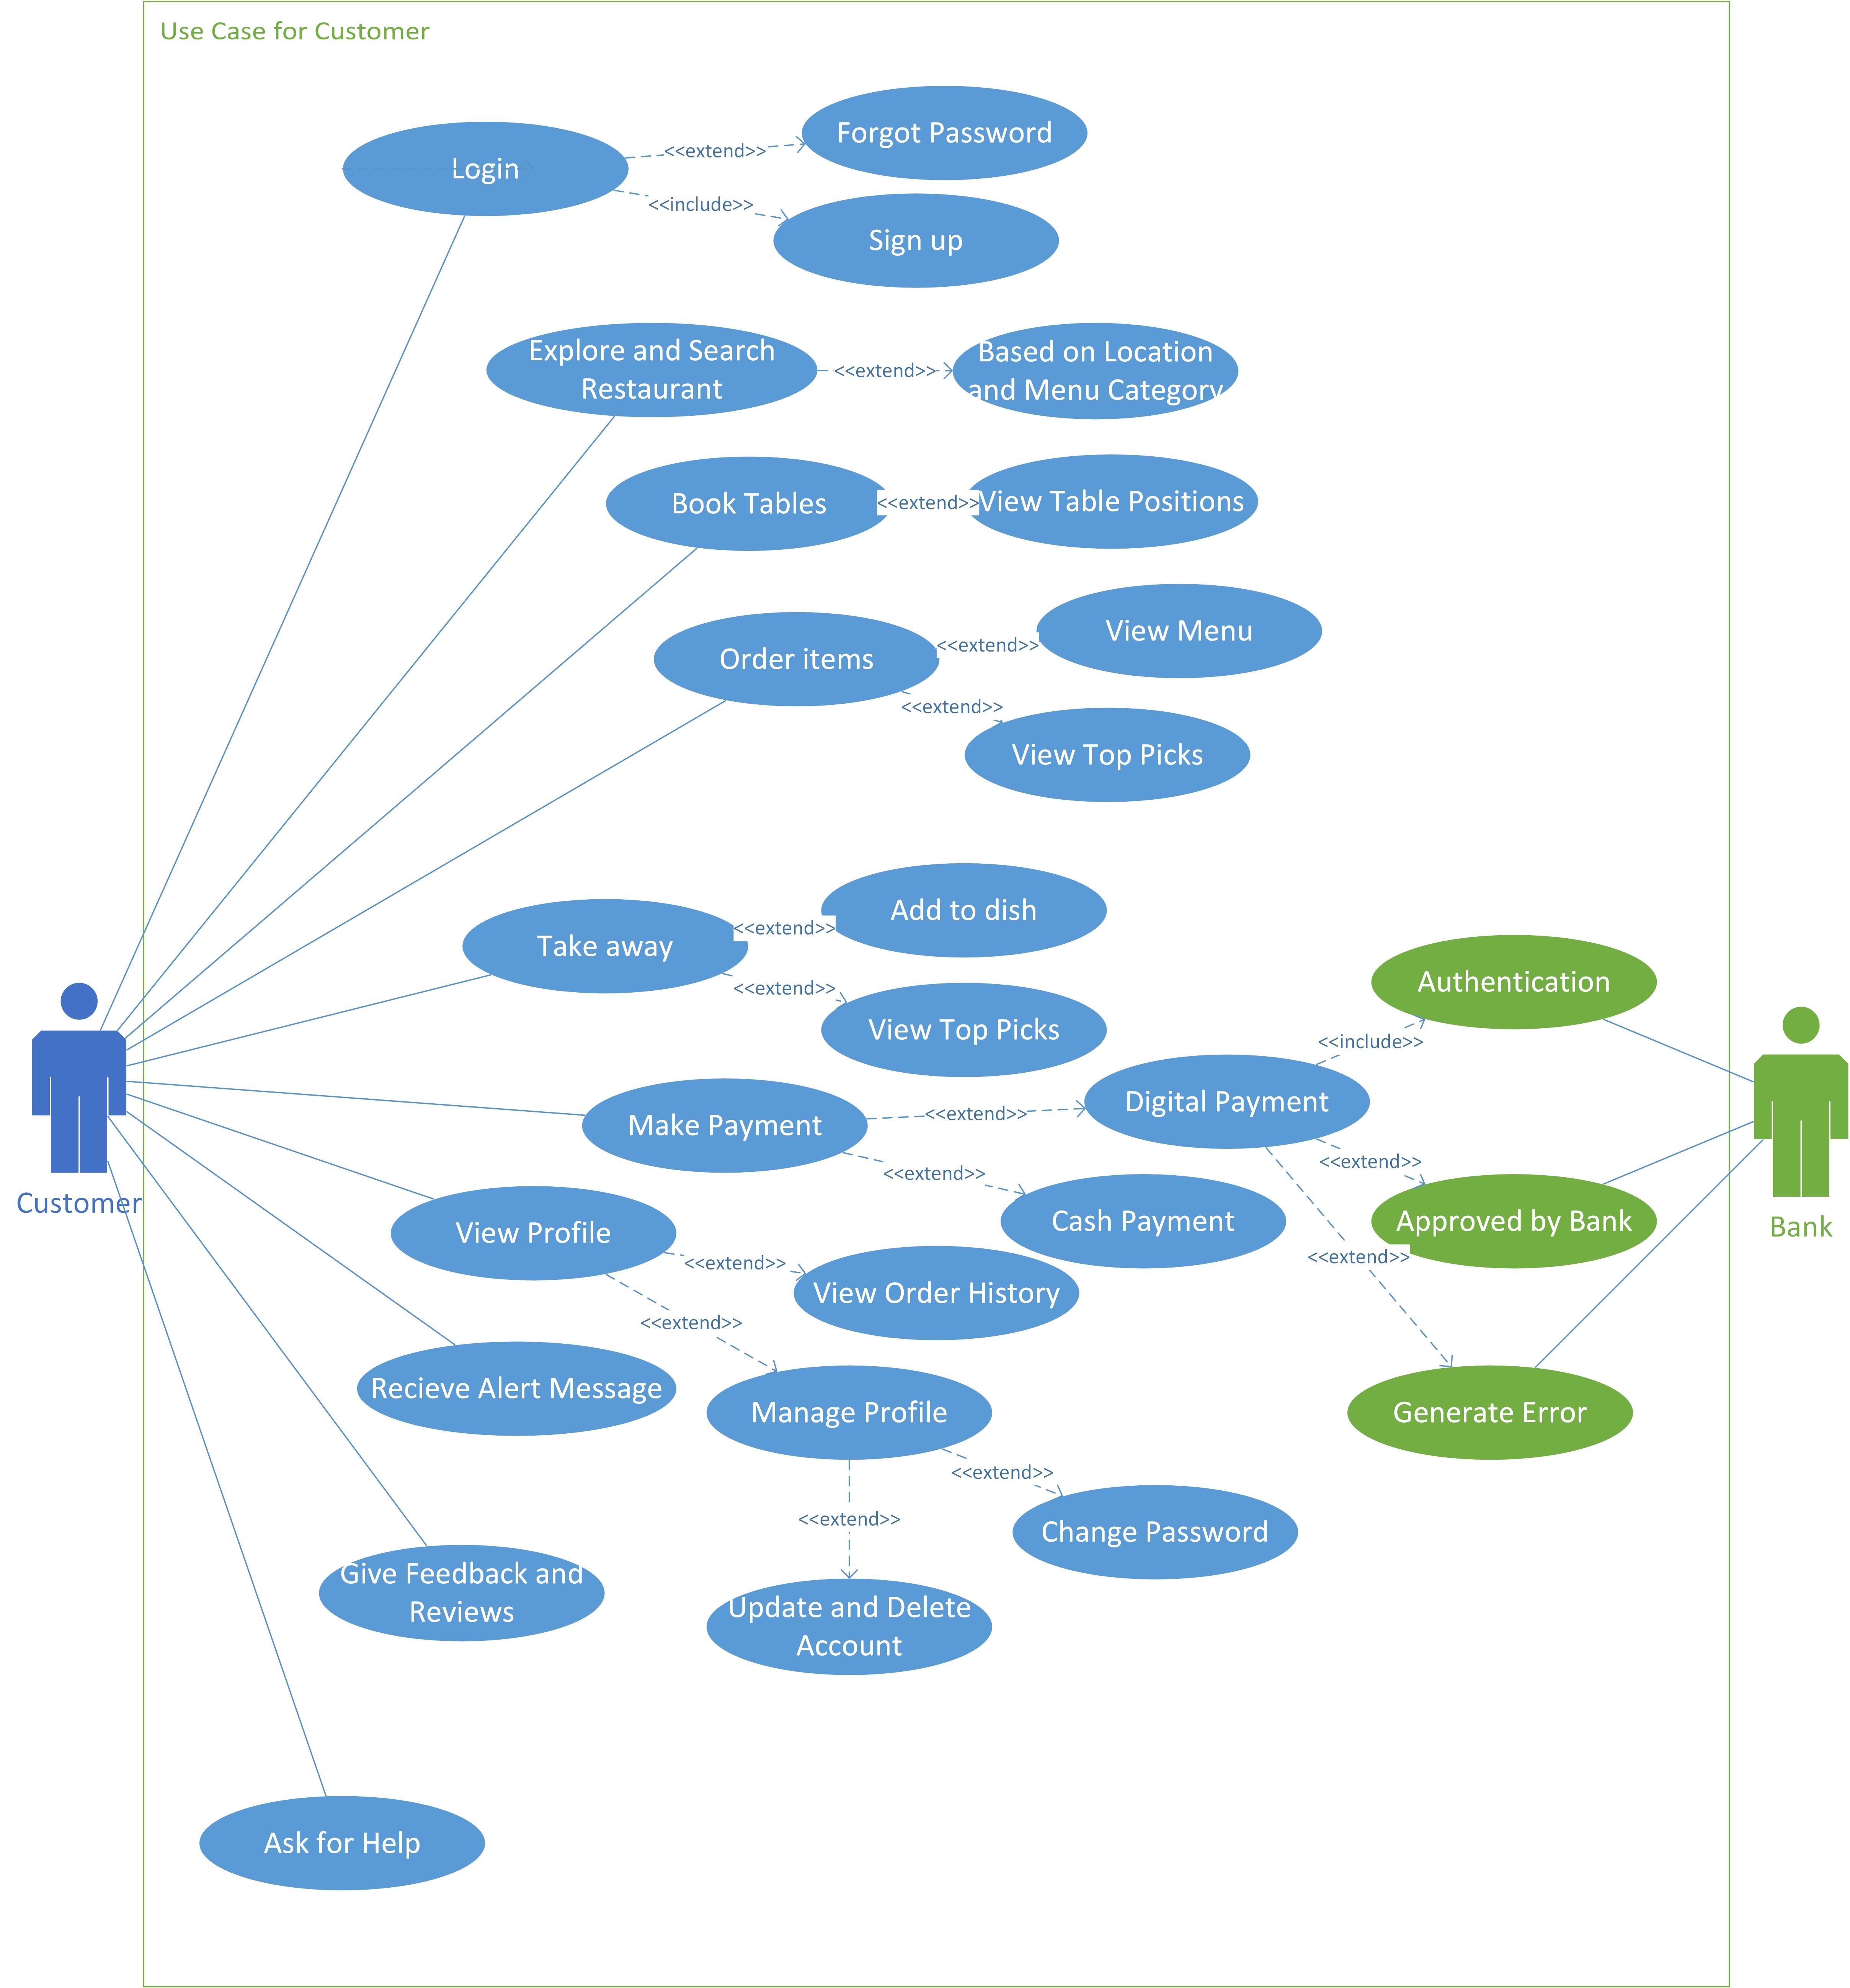 Use Case for Customer
Forgot Password
Login
<<extend>>
<<include>>
Sign up
Explore and Search
Restaurant
<<extend>>
Based on Location
and Menu Category
Book Tables
<<extend>>
View Table Positions
View Menu
Order items
<<extend>>
<<extend>>
View Top Picks
Add to dish
Take away
<<extend>>
<<extend>>
View Top Picks
Authentication
<<include>>
Digital Payment
Make Payment
<<extend>>
<<extend>>
<<extend>>
Customer
Cash Payment
Approved by Bank
Bank
View Profile
<<extend>>
<<extend>>
View Order History
<<extend>>
Recieve Alert Message
Manage Profile
Generate Error
<<extend>>
<<extend>>
Change Password
Give Feedback and
Reviews
Update and Delete
Account
Ask for Help